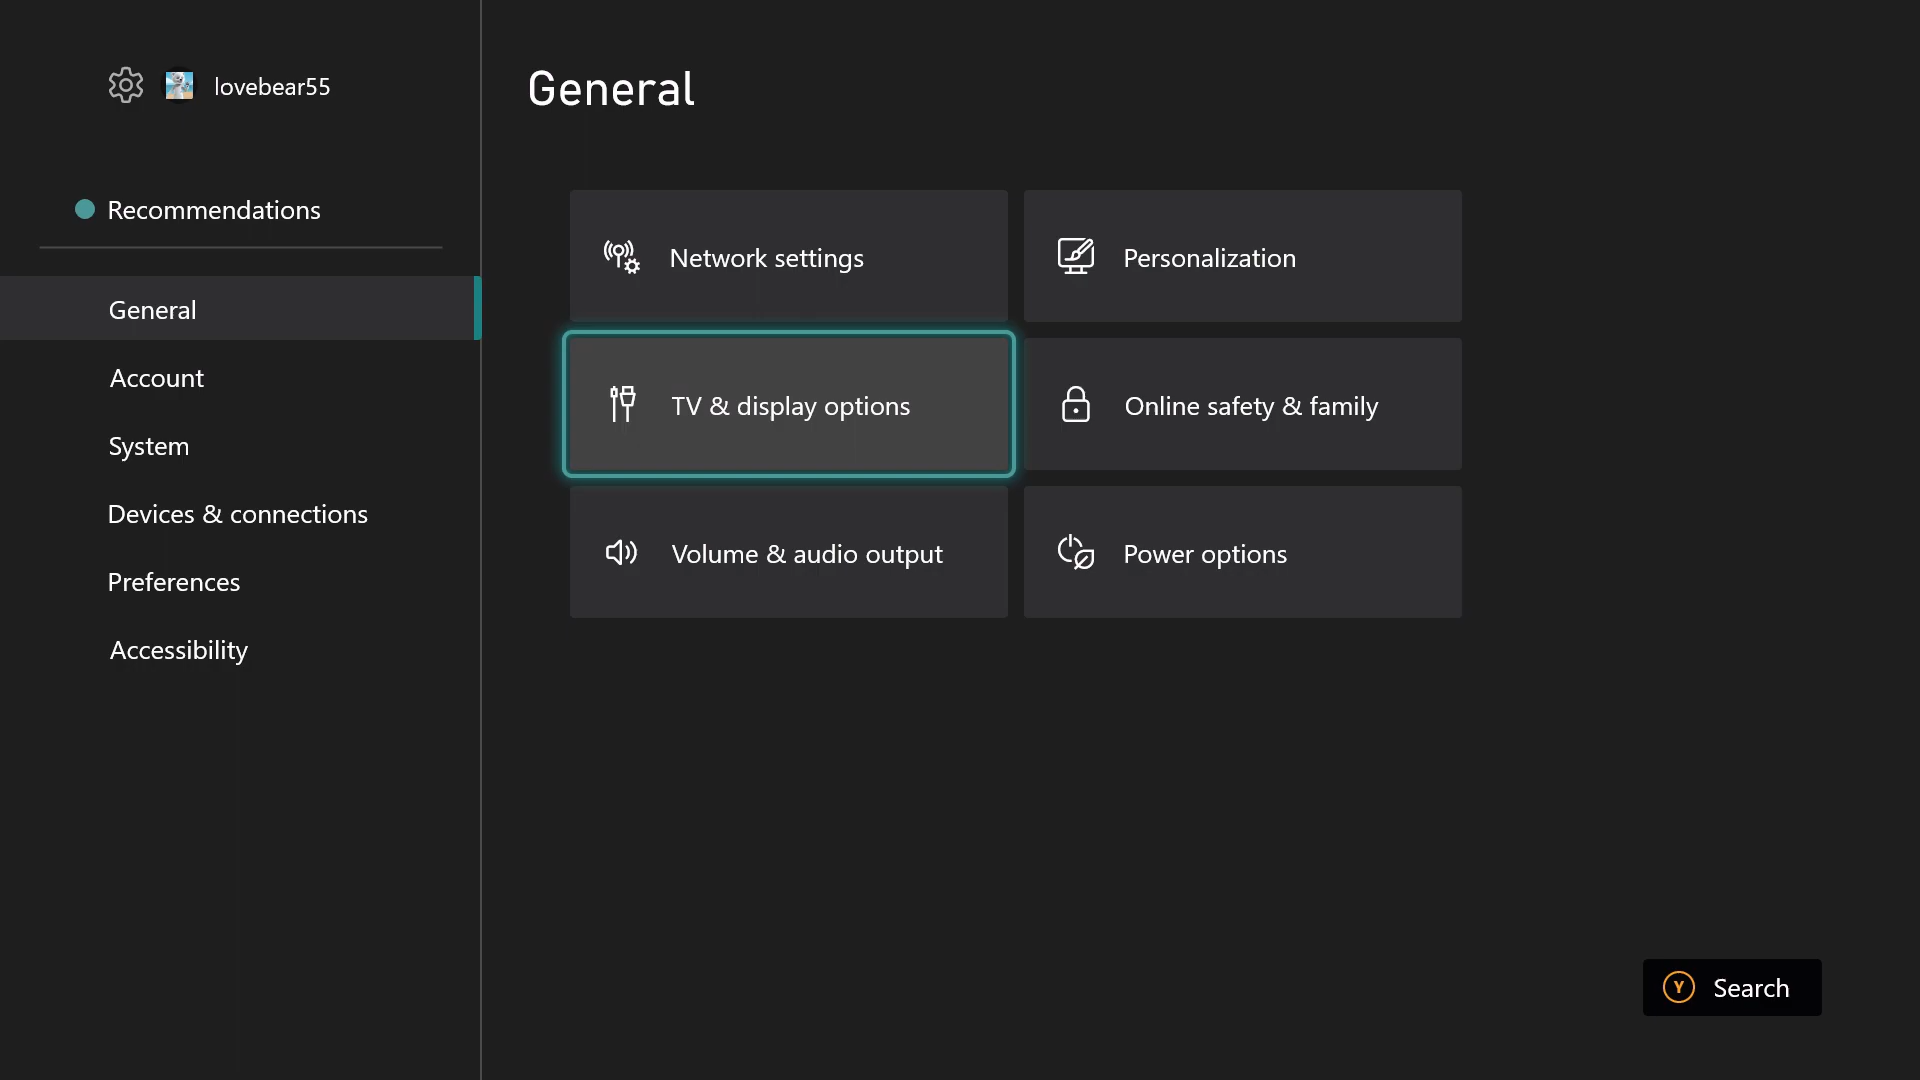 lovebear55
Recommendations
General
Account
System
Devices & connections
Preferences
Accessibility
General
Network settings
Personalization
TV & display options
Online safety & family
Volume & audio output
Power options
Y Search